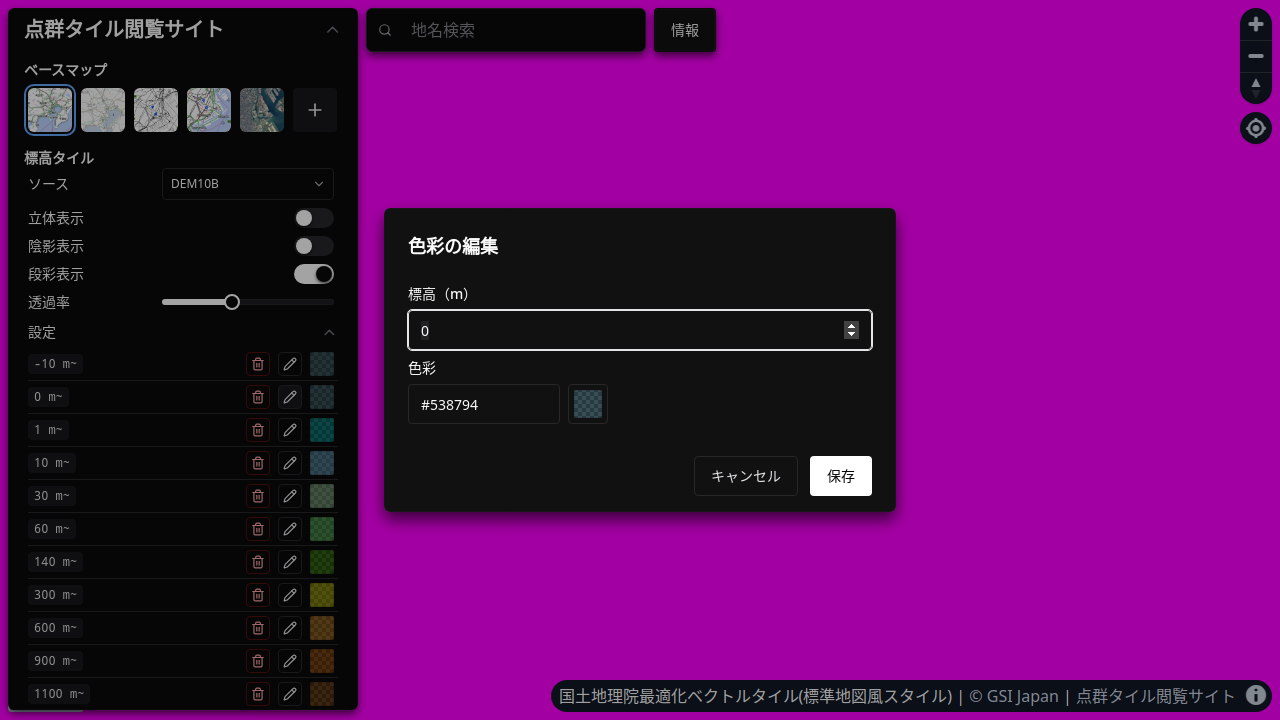 点群タイル閲覧サイト
地名検索
情報
ベースマップ
標高タイル
ソース
DEM10B
立体表示
陰影表示
段彩表示
透過率
設定
-10 m~
0 m~
1 m~
10 m~
30 m~
60 m~
140 m~
300 m~
600 m~
900 m~
1100 m~
色彩の編集
標高（m）
0
色彩
#538794
キャンセル
保存
国土地理院最適化ベクトルタイル(標準地図風スタイル) | © GSI Japan | 点群タイル閲覧サイト